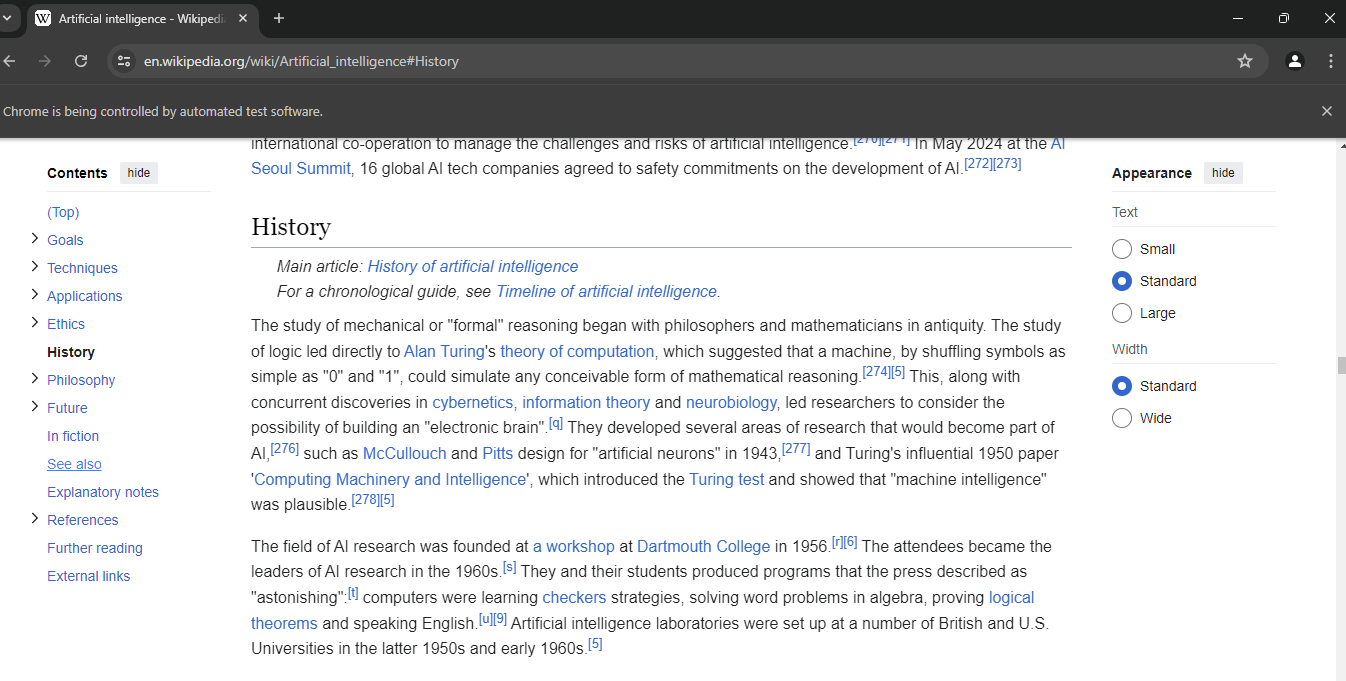 Artificial intelligence - Wikipedi
en.wikipedia.org/wiki/Artificial_intelligence#History
Chrome is being controlled by automated test software.
Contents hide
(Top)
Goals
Techniques
Applications
Ethics
History
Philosophy
Future
In fiction
See also
Explanatory notes
References
Further reading
External links
international co-operation to manage the challenges and risks of artificial intelligence.[270][271] In May 2024 at the AI
Seoul Summit, 16 global AI tech companies agreed to safety commitments on the development of AI.[272][273]
History
Main article: History of artificial intelligence
For a chronological guide, see Timeline of artificial intelligence.
The study of mechanical or "formal" reasoning began with philosophers and mathematicians in antiquity. The study
of logic led directly to Alan Turing's theory of computation, which suggested that a machine, by shuffling symbols as
simple as "0" and "1", could simulate any conceivable form of mathematical reasoning.[274][5] This, along with
concurrent discoveries in cybernetics, information theory and neurobiology, led researchers to consider the
possibility of building an "electronic brain".[q] They developed several areas of research that would become part of
AI,[276] such as McCullouch and Pitts design for "artificial neurons" in 1943,[277] and Turing's influential 1950 paper
'Computing Machinery and Intelligence', which introduced the Turing test and showed that "machine intelligence"
was plausible.[278][5]
The field of AI research was founded at a workshop at Dartmouth College in 1956.[r][6] The attendees became the
leaders of AI research in the 1960s.[s] They and their students produced programs that the press described as
"astonishing":[t] computers were learning checkers strategies, solving word problems in algebra, proving logical
theorems and speaking English.[u][9] Artificial intelligence laboratories were set up at a number of British and U.S.
Universities in the latter 1950s and early 1960s.[5]
Appearance hide
Text
Small
Standard
Large
Width
Standard
Wide